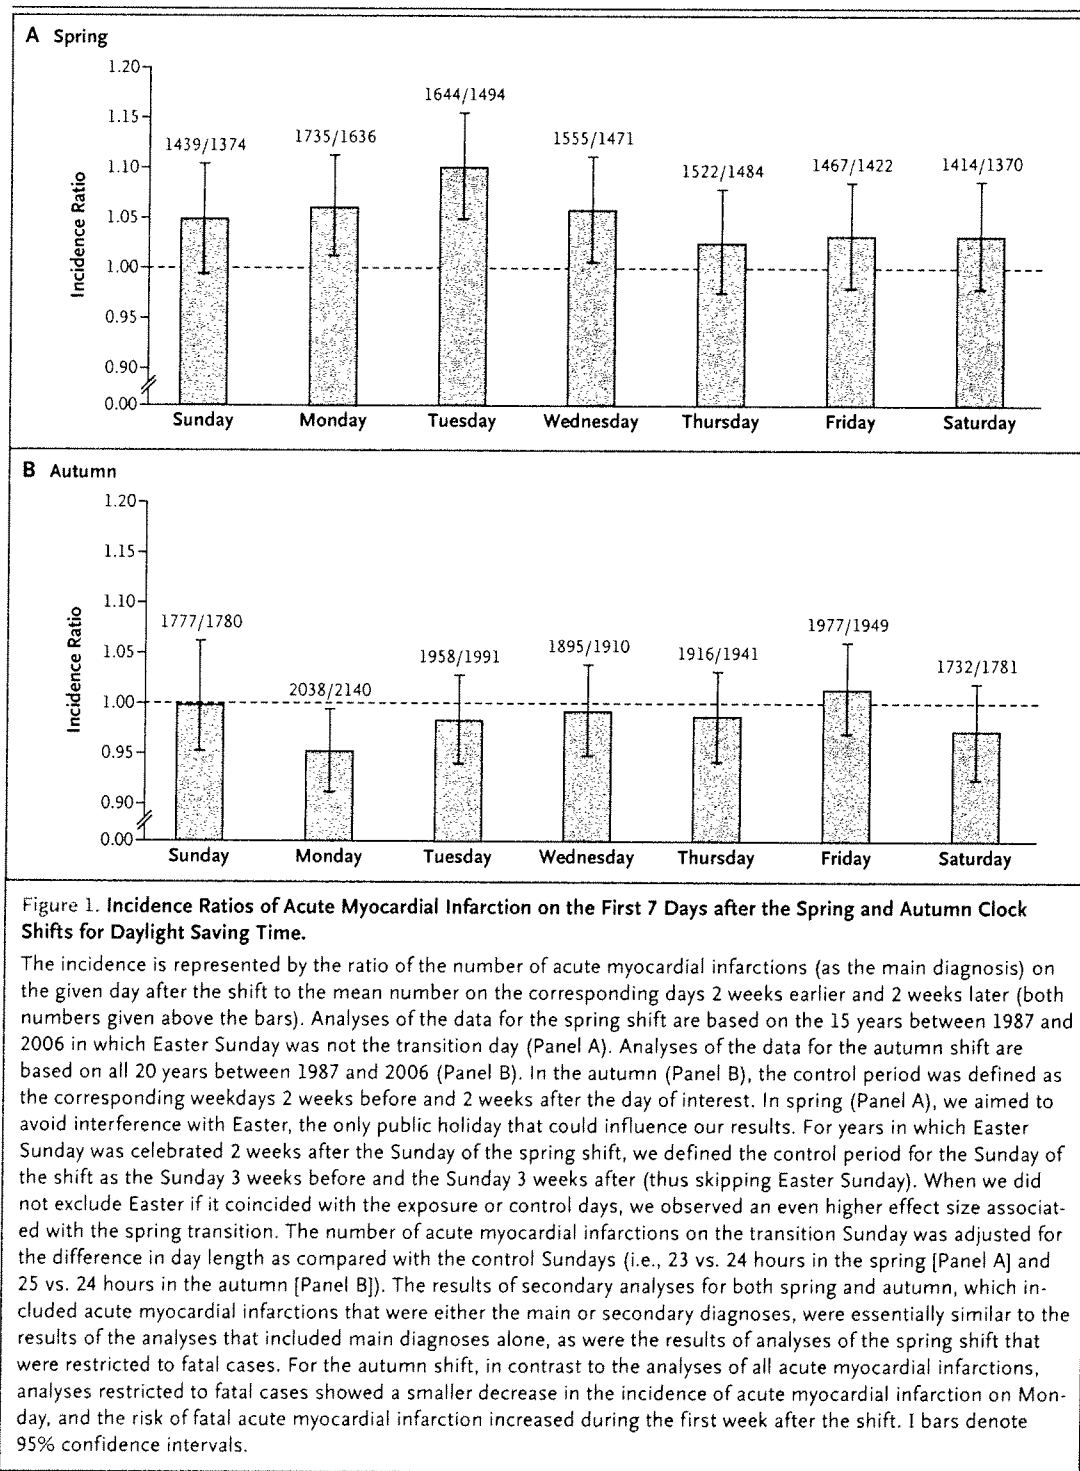 A Spring
1.20
1.15
1.10
1.05
1.00
0.95
0.90
0.00
Incidence Ratio
1439/1374
1735/1636
1644/1494
1555/1471
1522/1484
1467/1422
1414/1370
Sunday Monday Tuesday Wednesday Thursday Friday Saturday
B Autumn
1.20
1.15
1.10
1.05
1.00
0.95
0.90
0.00
Incidence Ratio
1777/1780
2038/2140
1958/1991
1895/1910
1916/1941
1977/1949
1732/1781
Sunday Monday Tuesday Wednesday Thursday Friday Saturday
Figure 1. Incidence Ratios of Acute Myocardial Infarction on the First 7 Days after the Spring and Autumn Clock
Shifts for Daylight Saving Time.
The incidence is represented by the ratio of the number of acute myocardial infarctions (as the main diagnosis) on
the given day after the shift to the mean number on the corresponding days 2 weeks earlier and 2 weeks later (both
numbers given above the bars). Analyses of the data for the spring shift are based on the 15 years between 1987 and
2006 in which Easter Sunday was not the transition day (Panel A). Analyses of the data for the autumn shift are
based on all 20 years between 1987 and 2006 (Panel B). In the autumn (Panel B), the control period was defined as
the corresponding weekdays 2 weeks before and 2 weeks after the day of interest. In spring (Panel A), we aimed to
avoid interference with Easter, the only public holiday that could influence our results. For years in which Easter
Sunday was celebrated 2 weeks after the Sunday of the spring shift, we defined the control period for the Sunday of
the shift as the Sunday 3 weeks before and the Sunday 3 weeks after (thus skipping Easter Sunday). When we did
not exclude Easter if it coincided with the exposure or control days, we observed an even higher effect size associat-
ed with the spring transition. The number of acute myocardial infarctions on the transition Sunday was adjusted for
the difference in day length as compared with the control Sundays (i.e., 23 vs. 24 hours in the spring [Panel A] and
25 vs. 24 hours in the autumn [Panel B]). The results of secondary analyses for both spring and autumn, which in-
cluded acute myocardial infarctions that were either the main or secondary diagnoses, were essentially similar to the
results of the analyses that included main diagnoses alone, as were the results of analyses of the spring shift that
were restricted to fatal cases. For the autumn shift, in contrast to the analyses of all acute myocardial infarctions,
analyses restricted to fatal cases showed a smaller decrease in the incidence of acute myocardial infarction on Mon-
day, and the risk of fatal acute myocardial infarction increased during the first week after the shift. I bars denote
95% confidence intervals.